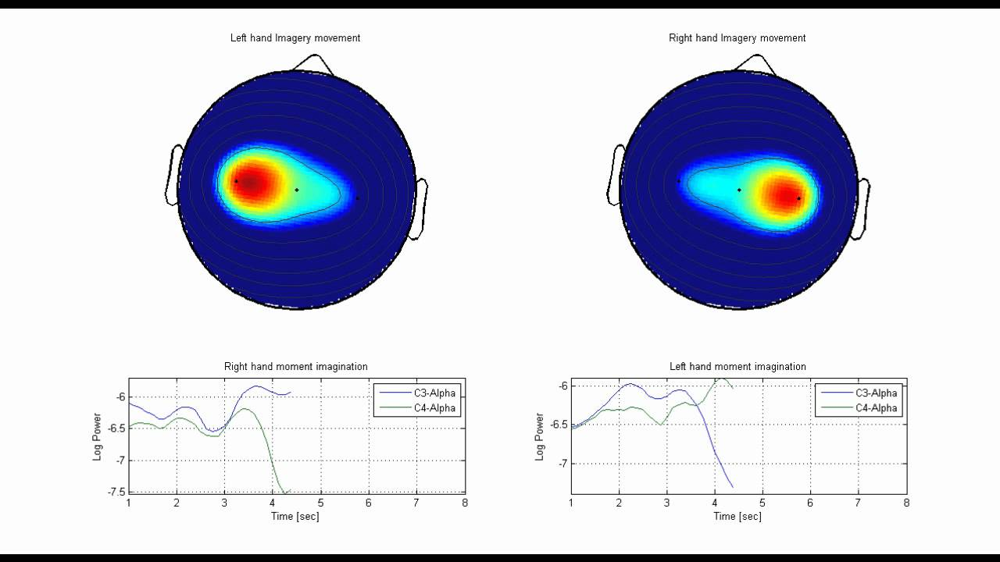 Left hand Imagery movement
Right hand Imagery movement
Right hand moment imagination
-6
-6.5
-7
-7.5
Log Power
C3-Alpha
C4-Alpha
1 2 3 4 5 6 7 8
Time [sec]
Left hand moment imagination
-6
-6.5
-7
Log Power
C3-Alpha
C4-Alpha
1 2 3 4 5 6 7 8
Time [sec]